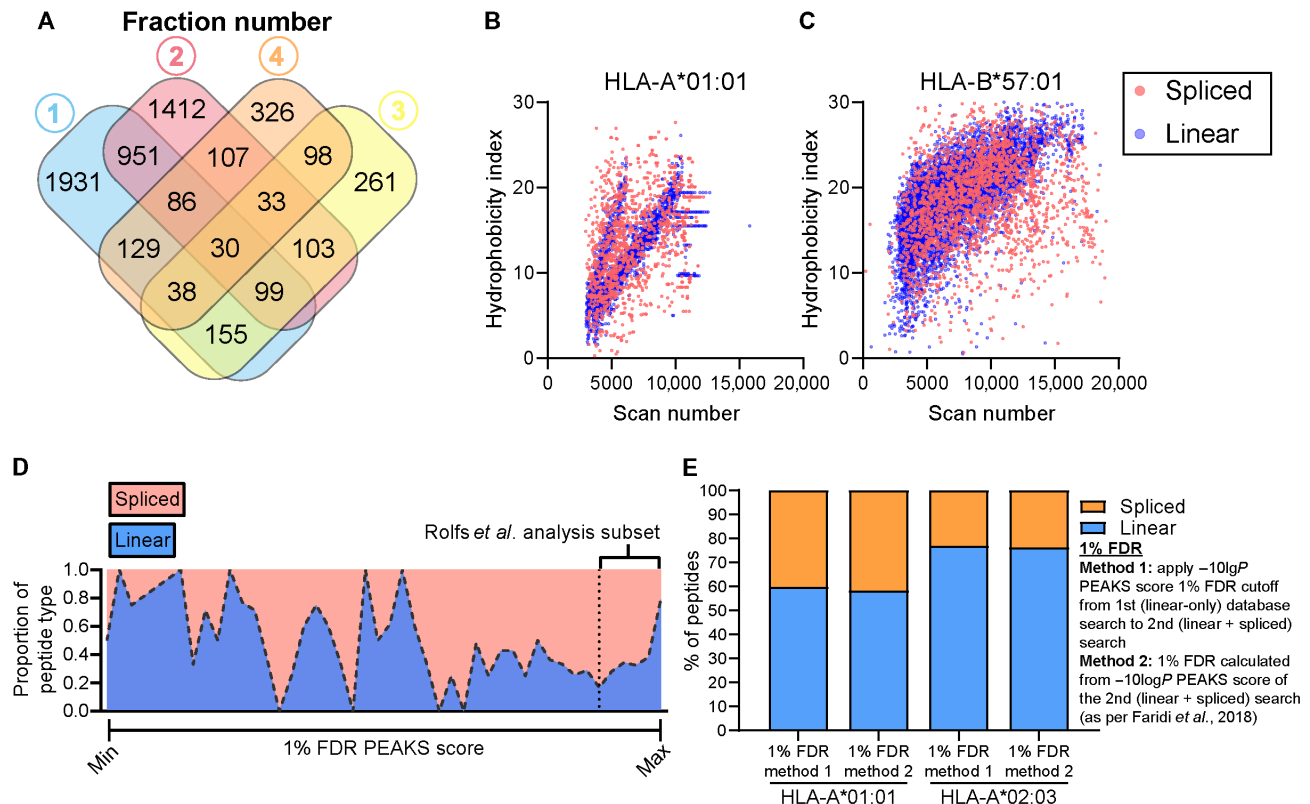 A
Fraction number
1
2
4
3
1931
1412
326
261
951
107
98
86
33
129
30
103
38
99
155
B
HLA-A*01:01
Hydrophobicity index
30
20
10
0
0 5000 10,000 15,000 20,000
Scan number
C
HLA-B*57:01
Hydrophobicity index
30
20
10
0
0 5000 10,000 15,000 20,000
Scan number
Spliced
Linear
D
Spliced
Linear
Rolfs et al. analysis subset
Proportion of
peptide type
1.0
0.8
0.6
0.4
0.2
0.0
Min
1% FDR PEAKS score
Max
E
% of peptides
100
90
80
70
60
50
40
30
20
10
0
1% FDR
method 1
1% FDR
method 2
1% FDR
method 1
1% FDR
method 2
HLA-A*01:01
HLA-A*02:03
Spliced
Linear
1% FDR
Method 1: apply –10lgP
PEAKS score 1% FDR cutoff
from 1st (linear-only) database
search to 2nd (linear + spliced)
search
Method 2: 1% FDR calculated
from –10logP PEAKS score of
the 2nd (linear + spliced) search
(as per Faridi et al., 2018)